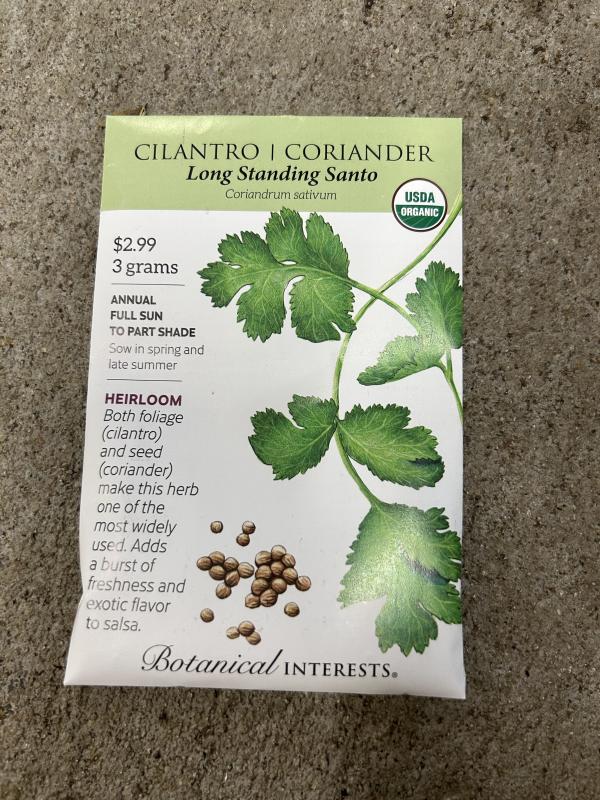 CILANTRO | CORIANDER
Long Standing Santo
Coriandrum sativum
USDA
ORGANIC
$2.99
3 grams
ANNUAL
FULL SUN
TO PART SHADE
Sow in spring and
late summer
HEIRLOOM
Both foliage
(cilantro)
and seed
(coriander)
make this herb
one of the
most widely
used. Adds
a burst of
freshness and
exotic flavor
to salsa.
Botanical INTERESTS®